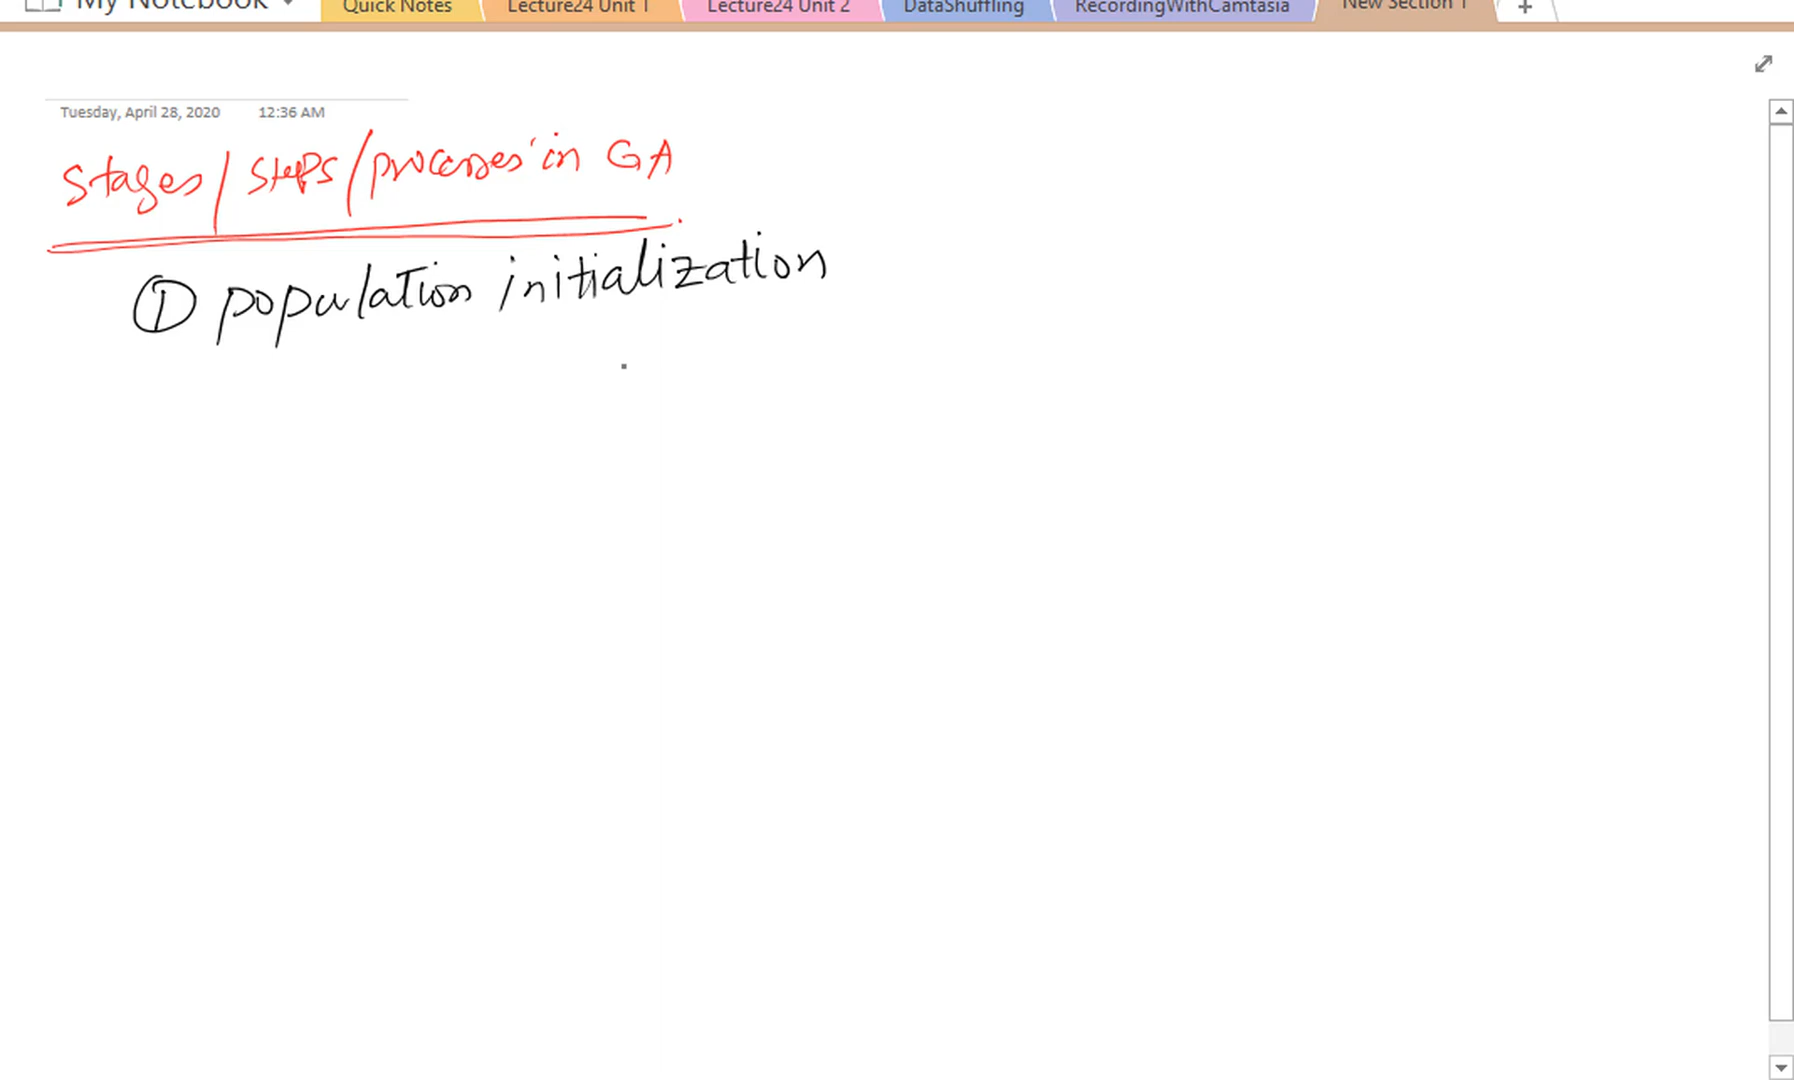 My Notebook
Quick Notes
Lecture24 Unit 1
Lecture24 Unit 2
DataShuffling
RecordingWithCamtasia
New Section 1
Tuesday, April 28, 2020 12:36 AM
Stages / Steps / processes in GA
① population initialization